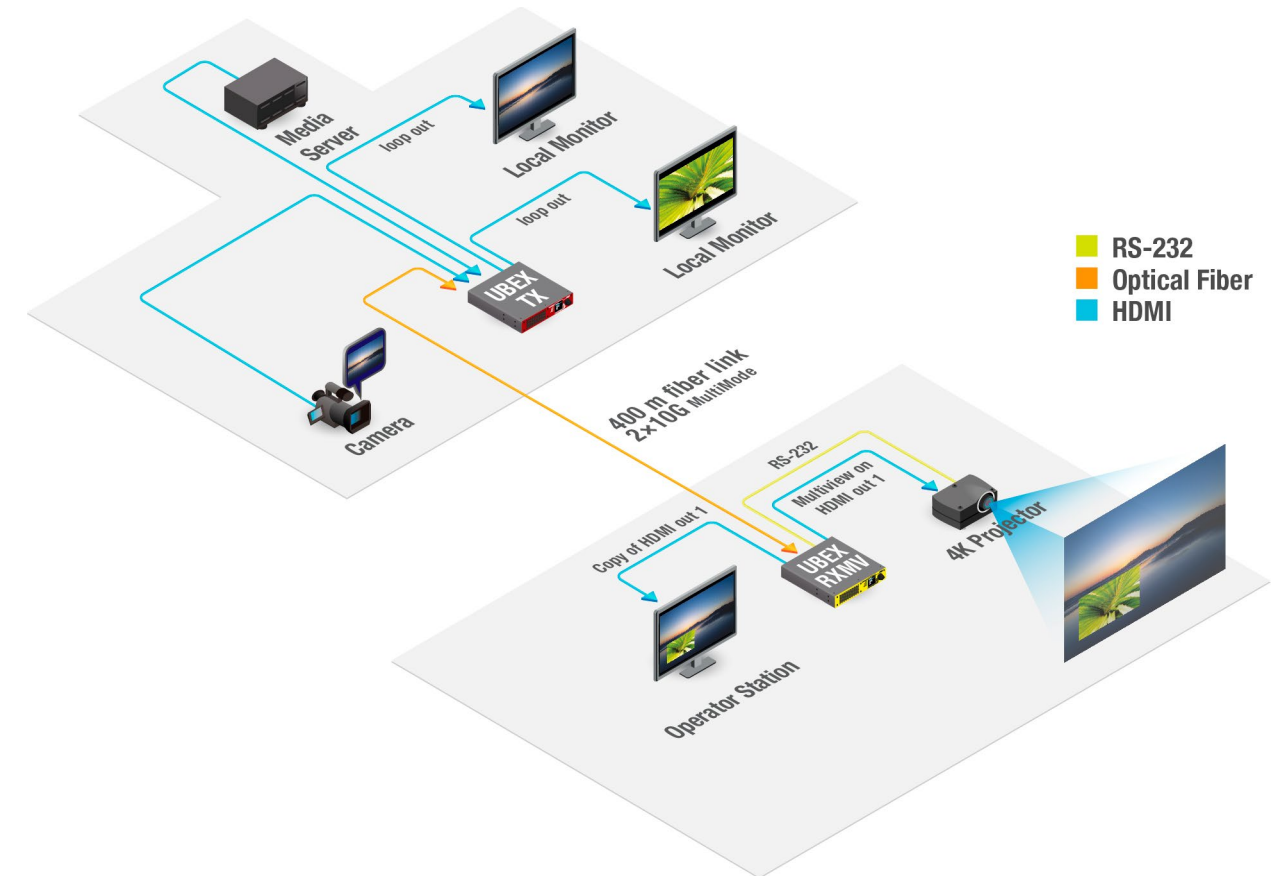 Media
Server
loop out
Local Monitor
loop out
Local Monitor
UBEX
TX
Camera
RS-232
Optical Fiber
HDMI
400 m fiber link
2×10G MultiMode
RS-232
Multiview on
HDMI out 1
Copy of HDMI out 1
UBEX
RXMV
4K Projector
Operator Station